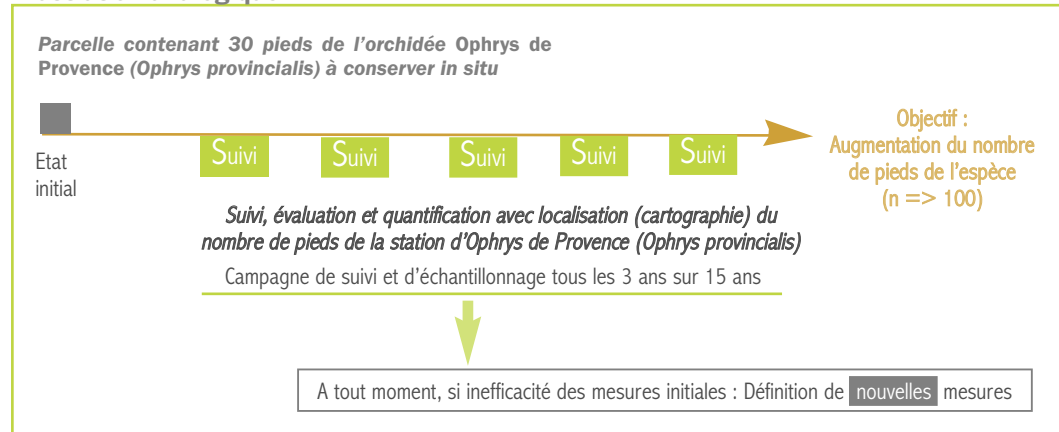 Parcelle contenant 30 pieds de l'orchidée Ophrys de
Provence (Ophrys provincialis) à conserver in situ
Etat
initial
Suivi
Suivi
Suivi
Suivi
Suivi
Objectif :
Augmentation du nombre
de pieds de l'espèce
(n => 100)
Suivi, évaluation et quantification avec localisation (cartographie) du
nombre de pieds de la station d'Ophrys de Provence (Ophrys provincialis)
Campagne de suivi et d'échantillonnage tous les 3 ans sur 15 ans
A tout moment, si inefficacité des mesures initiales : Définition de nouvelles mesures